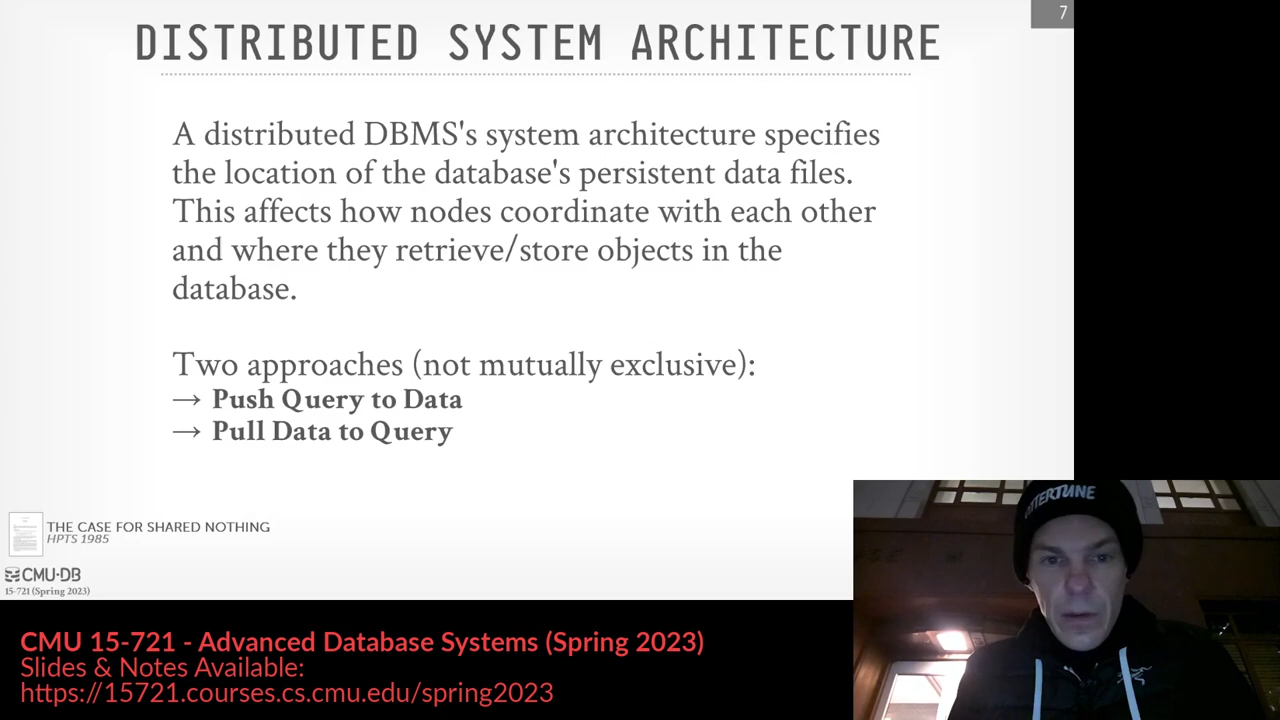 7
DISTRIBUTED SYSTEM ARCHITECTURE
A distributed DBMS's system architecture specifies
the location of the database's persistent data files.
This affects how nodes coordinate with each other
and where they retrieve/store objects in the
database.
Two approaches (not mutually exclusive):
→ Push Query to Data
→ Pull Data to Query
THE CASE FOR SHARED NOTHING
HPTS 1985
CMU·DB
15-721 (Spring 2023)
CMU 15-721 - Advanced Database Systems (Spring 2023)
Slides & Notes Available:
https://15721.courses.cs.cmu.edu/spring2023